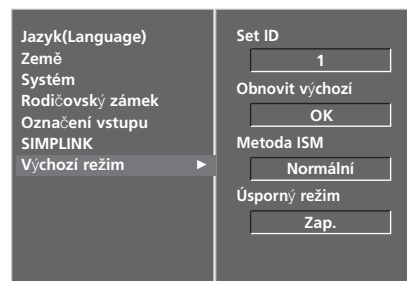 Jazyk(Language)
Země
Systém
Rodičovský zámek
Označení vstupu
SIMPLINK
Výchozí režim ►
Set ID
1
Obnovit výchozí
OK
Metoda ISM
Normální
Úsporný režim
Zap.